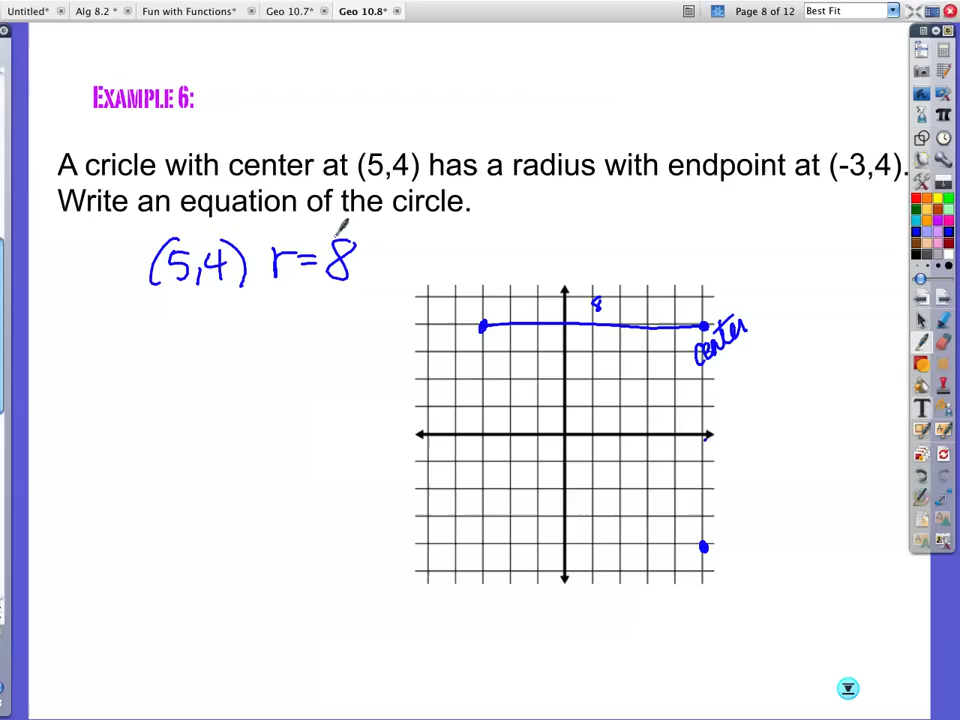 Untitled* Alg 8.2 * Fun with Functions* Geo 10.7* Geo 10.8* Page 8 of 12 Best Fit
EXAMPLE 6:
A cricle with center at (5,4) has a radius with endpoint at (-3,4).
Write an equation of the circle.
(5,4) r=8
8
center